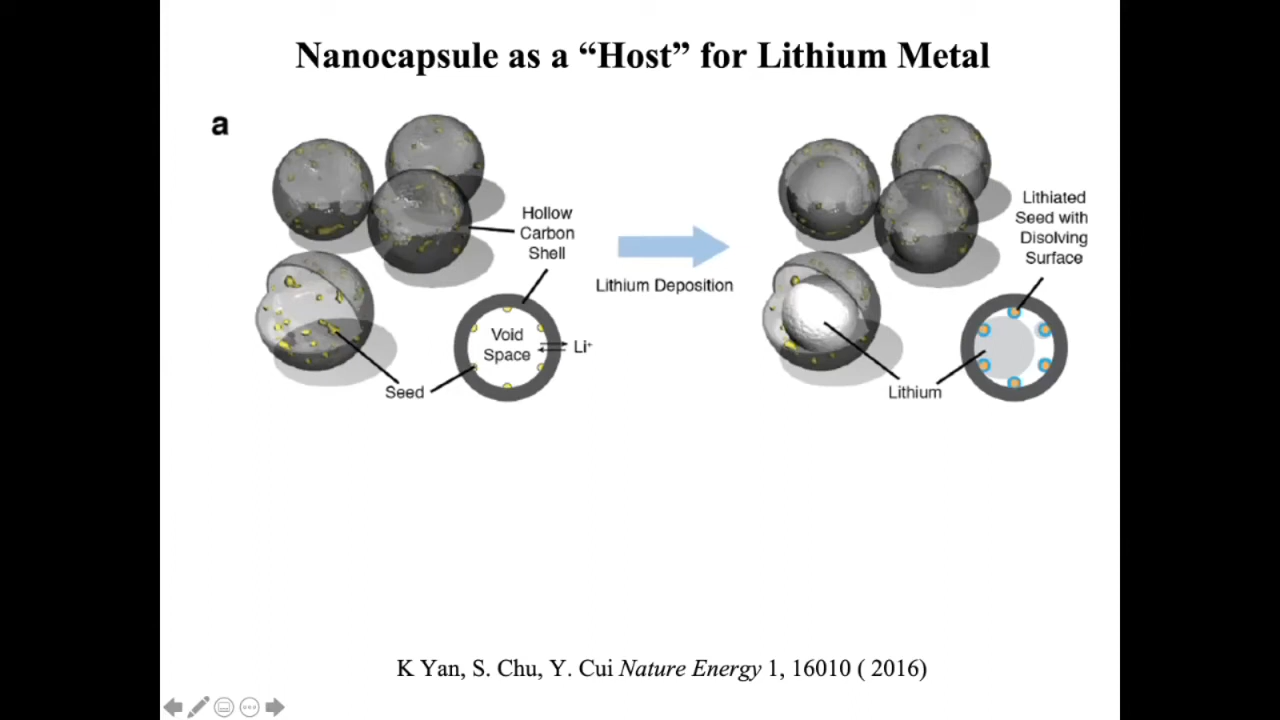 Nanocapsule as a “Host” for Lithium Metal
a
Hollow
Carbon
Shell
Void
Space
Li⁺
Seed
Lithium Deposition
Lithiated
Seed with
Disolving
Surface
Lithium
K Yan, S. Chu, Y. Cui Nature Energy 1, 16010 ( 2016)